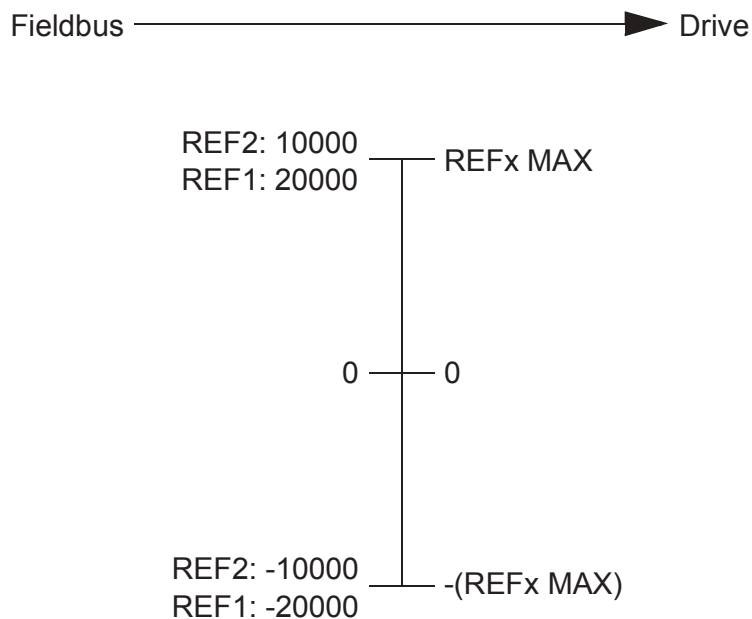 Fieldbus Drive
REF2: 10000
REF1: 20000
REFx MAX
0 0
REF2: -10000
REF1: -20000
-(REFx MAX)